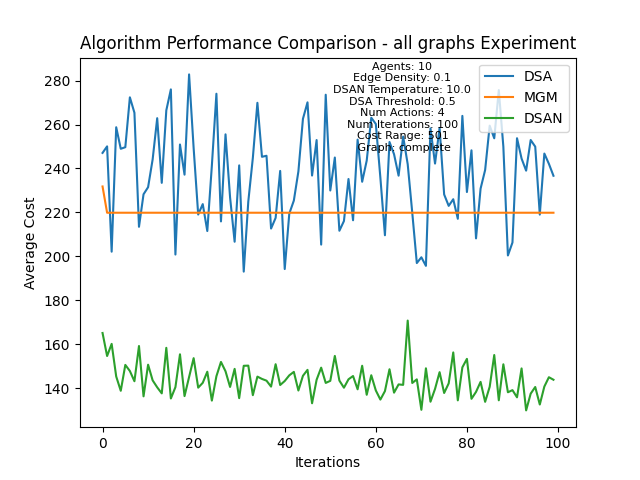 Algorithm Performance Comparison - all graphs Experiment
Agents: 10
Edge Density: 0.1
DSAN Temperature: 10.0
DSA Threshold: 0.5
Num Actions: 4
Num Iterations: 100
Cost Range: 501
Graph: complete
DSA
MGM
DSAN
Average Cost
280
260
240
220
200
180
160
140
0
20
40
60
80
100
Iterations